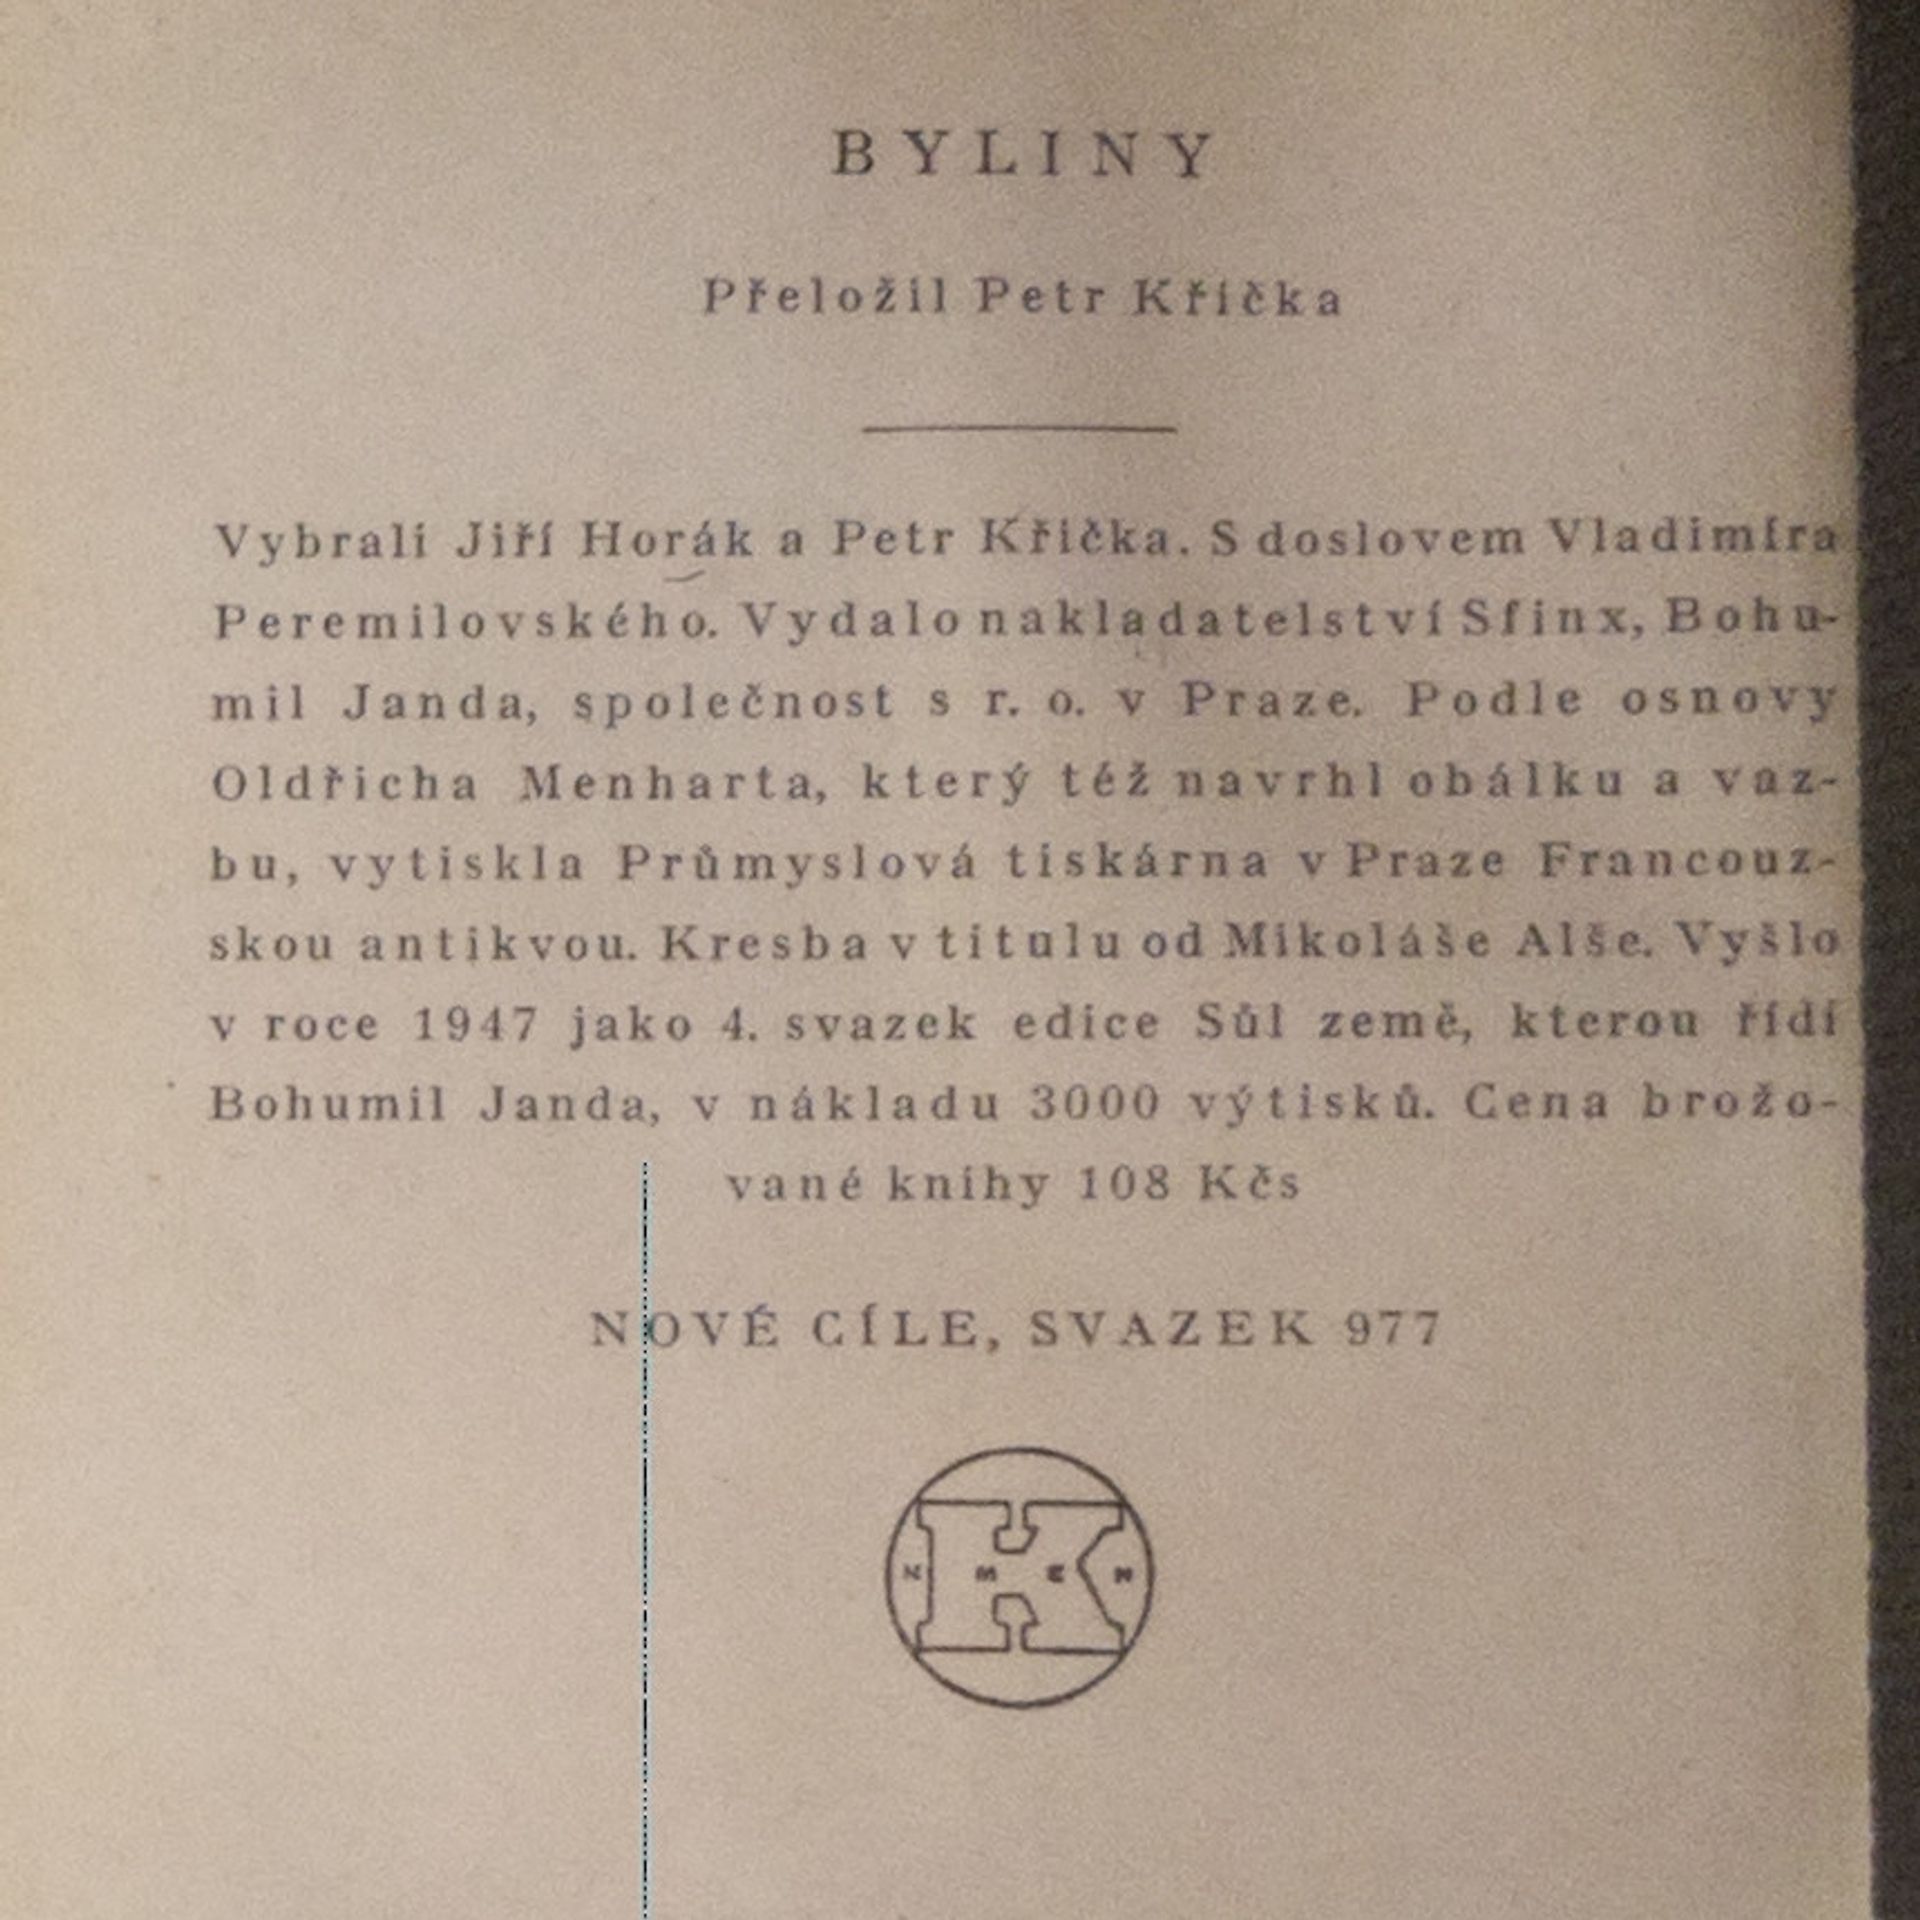 BYLINY
Přeložil Petr Křička
Vybrali Jiří Horák a Petr Křička. S doslovem Vladimíra
Peremilovského. Vydalo nakladatelství Sfinx, Bohu-
mil Janda, společnost s r. o. v Praze. Podle osnovy
Oldřicha Menharta, který též navrhl obálku a vaz-
bu, vytiskla Průmyslová tiskárna v Praze Francouz-
skou antikvou. Kresba v titulu od Mikoláše Alše. Vyšlo
v roce 1947 jako 4. svazek edice Sůl země, kterou řídí
Bohumil Janda, v nákladu 3000 výtisků. Cena brožo-
vané knihy 108 Kčs
NOVÉ CÍLE, SVAZEK 977
K